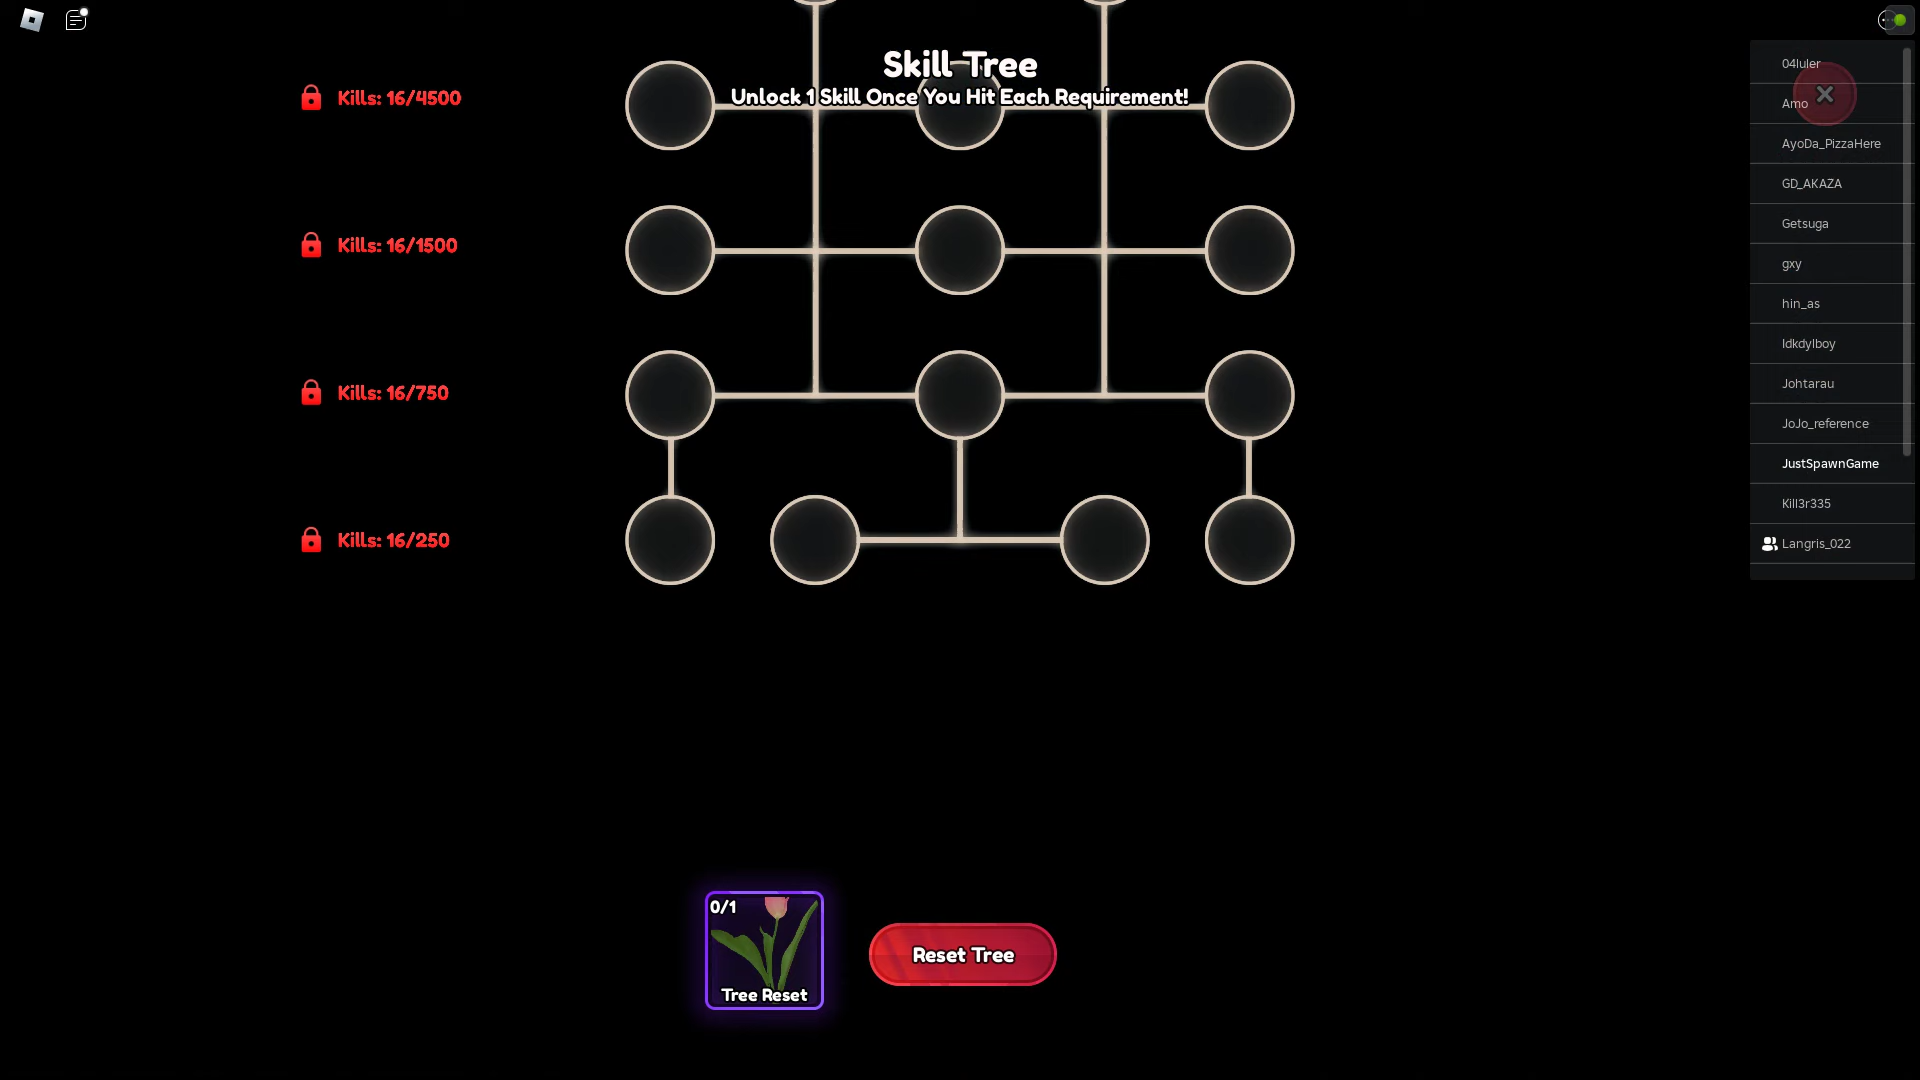 Skill Tree
Unlock 1 Skill Once You Hit Each Requirement!
Kills: 16/4500
Kills: 16/1500
Kills: 16/750
Kills: 16/250
0/1
Tree Reset
Reset Tree
04luler
Amo
AyoDa_PizzaHere
GD_AKAZA
Getsuga
gxy
hin_as
Idkdylboy
Johtarau
JoJo_reference
JustSpawnGame
Kill3r335
Langris_022